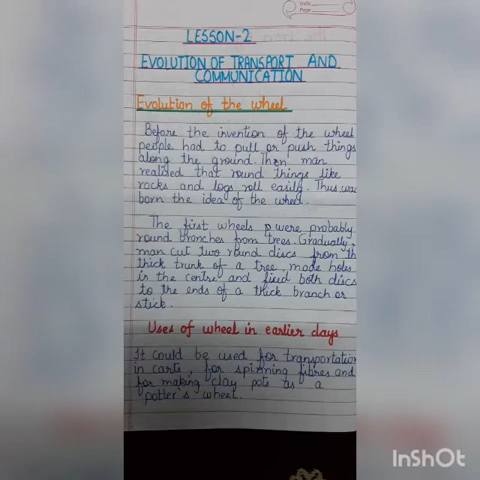 Date
Page
LESSON-2
EVOLUTION OF TRANSPORT AND
COMMUNICATION
Evolution of the wheel
Before the invention of the wheel
people had to pull or push things
along the ground. Then man
realised that round things like
rocks and logs roll easily. Thus was
born the idea of the wheel.
The first wheels were probably
round branches from trees. Gradually,
man cut two round discs from th
thick trunk of a tree, made holes
in the centre and fixed both discs
to the ends of a thick branch or
stick.
Uses of wheel in earlier days
It could be used for transportation
in carts, for spinning fibres and
for making clay pots as a
potter's wheel.
InShOt